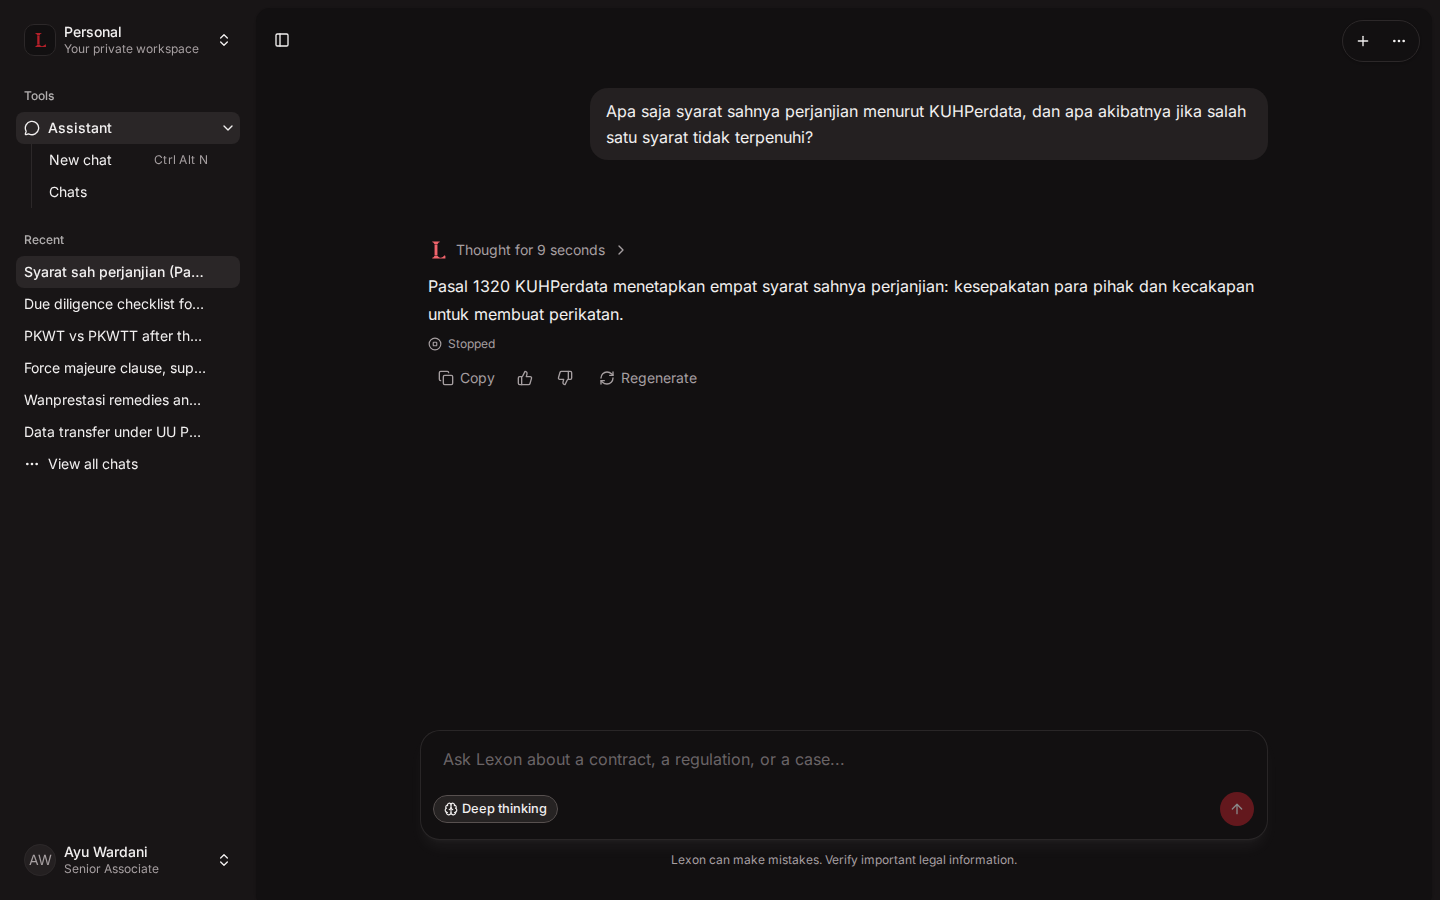 L
Personal
Your private workspace
Tools
Assistant
New chat Ctrl Alt N
Chats
Recent
Syarat sah perjanjian (Pa...
Due diligence checklist fo...
PKWT vs PKWTT after th...
Force majeure clause, sup...
Wanprestasi remedies an...
Data transfer under UU P...
View all chats
AW
Ayu Wardani
Senior Associate
Apa saja syarat sahnya perjanjian menurut KUHPerdata, dan apa akibatnya jika salah
satu syarat tidak terpenuhi?
L Thought for 9 seconds
Pasal 1320 KUHPerdata menetapkan empat syarat sahnya perjanjian: kesepakatan para pihak dan kecakapan
untuk membuat perikatan.
Stopped
Copy Regenerate
Ask Lexon about a contract, a regulation, or a case...
Deep thinking
Lexon can make mistakes. Verify important legal information.